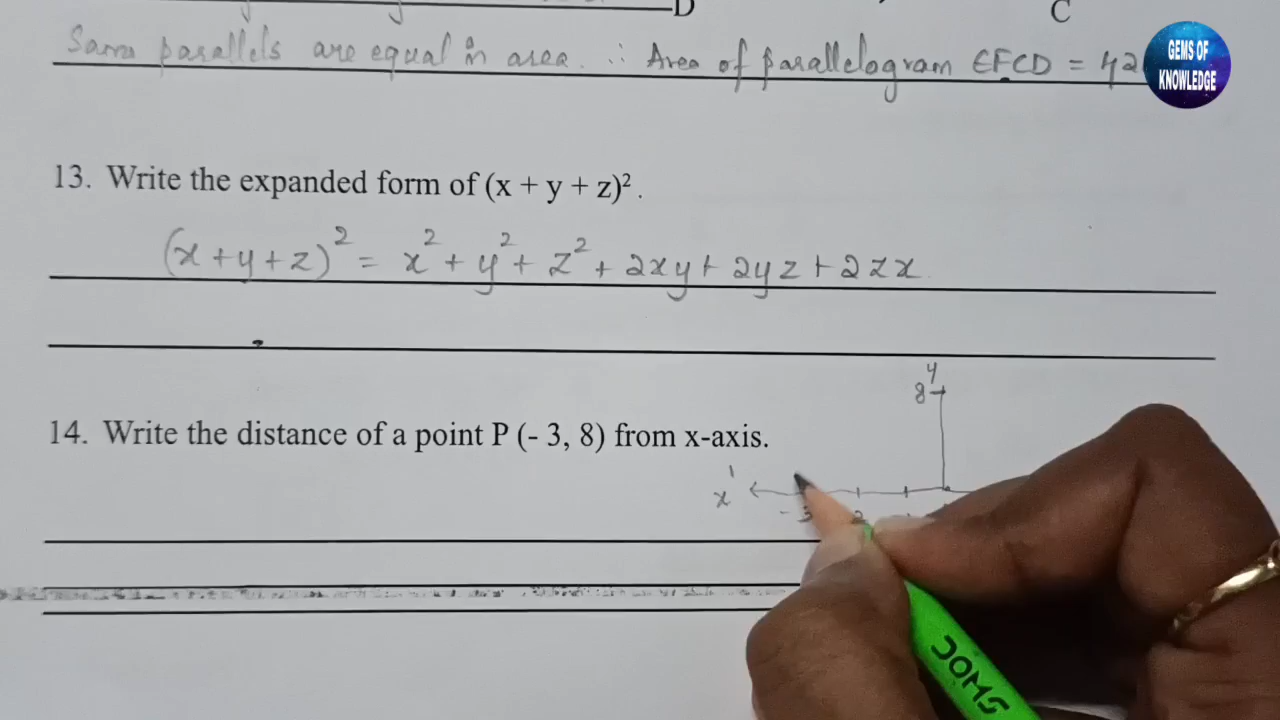 D
C
Same parallels are equal in area. ∴ Area of parallelogram EFCD = 42
GEMS OF
KNOWLEDGE
13. Write the expanded form of (x + y + z)² .
(x + y + z)² = x² + y² + z² + 2xy + 2yz + 2zx
y
8
14. Write the distance of a point P (- 3, 8) from x-axis.
x'
- 3
DOMS